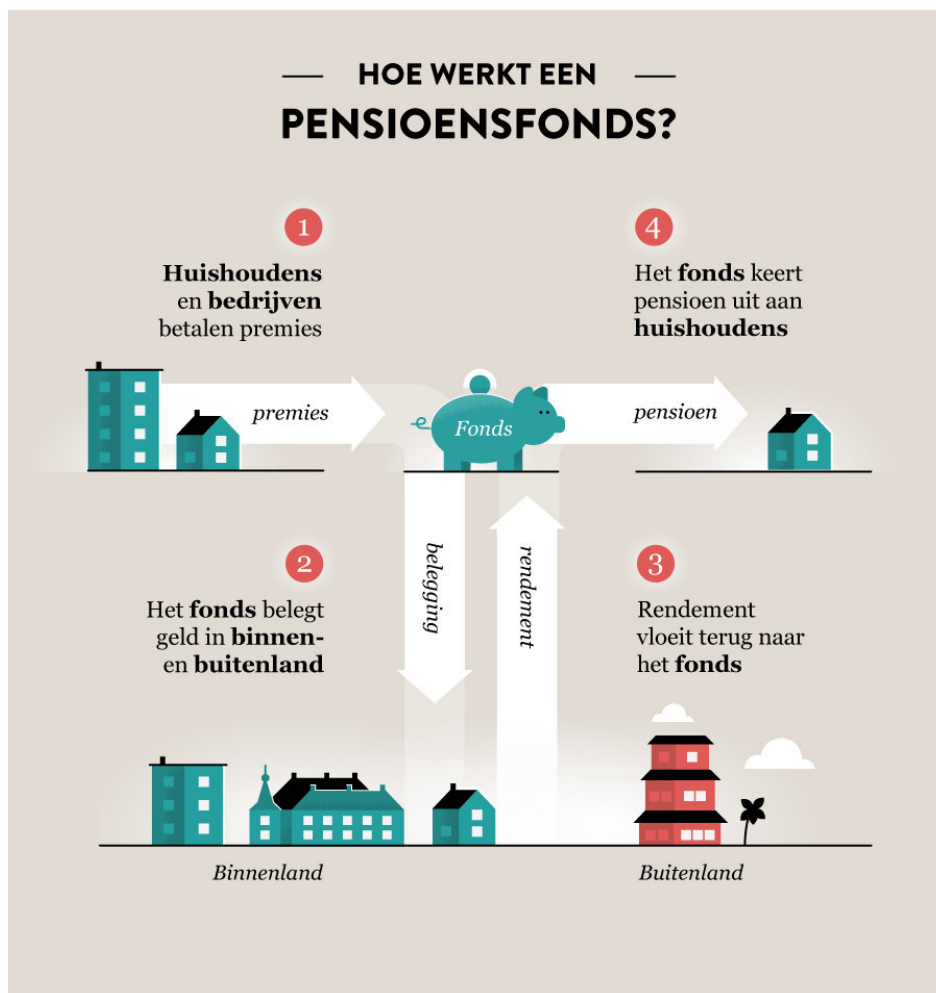 HOE WERKT EEN
PENSIOENSFONDS?
1
Huishoudens
en bedrijven
betalen premies
4
Het fonds keert
pensioen uit aan
huishoudens
premies
Fonds
pensioen
belegging
rendement
2
Het fonds belegt
geld in binnen-
en buitenland
3
Rendement
vloeit terug naar
het fonds
Binnenland
Buitenland